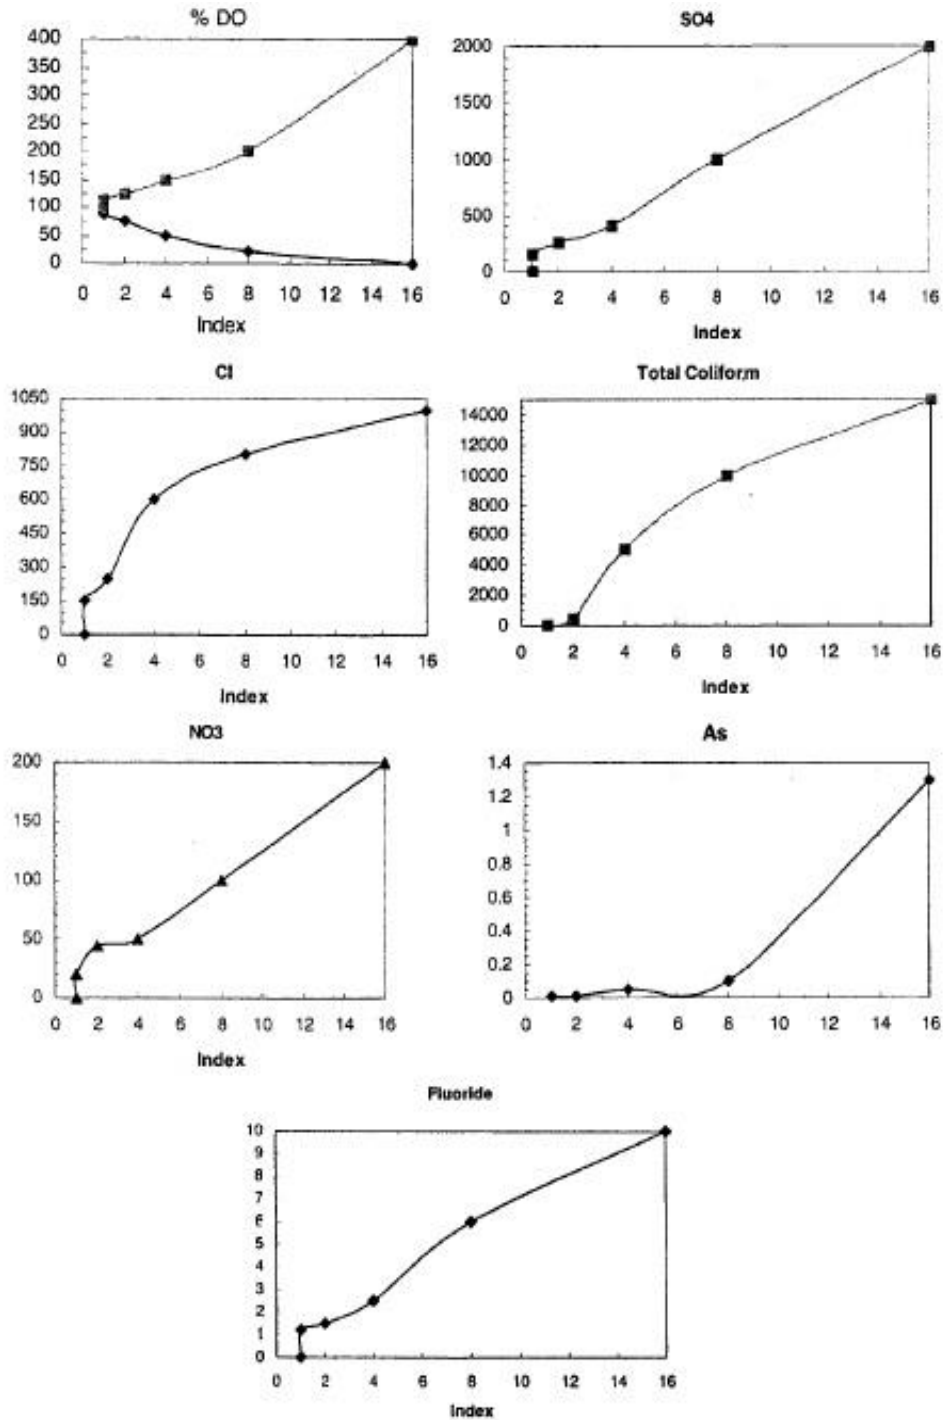 % DO
400
350
300
250
200
150
100
50
0
0 2 4 6 8 10 12 14 16
Index
SO4
2000
1500
1000
500
0
0 2 4 6 8 10 12 14 16
Index
Cl
1050
900
750
600
450
300
150
0
0 2 4 6 8 10 12 14 16
Index
Total Coliform
14000
12000
10000
8000
6000
4000
2000
0
0 2 4 6 8 10 12 14 16
Index
NO3
200
150
100
50
0
0 2 4 6 8 10 12 14 16
Index
As
1.4
1.2
1
0.8
0.6
0.4
0.2
0
0 2 4 6 8 10 12 14 16
Index
Fluoride
10
9
8
7
6
5
4
3
2
1
0
0 2 4 6 8 10 12 14 16
Index